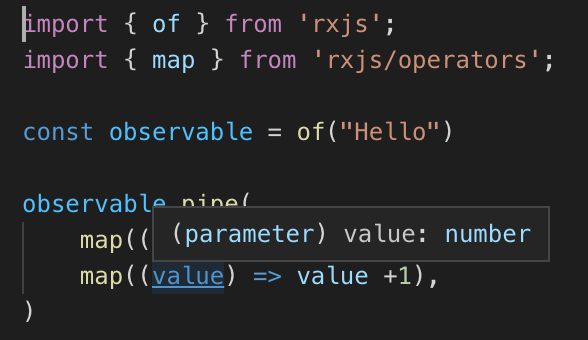 import { of } from 'rxjs';
import { map } from 'rxjs/operators';
const observable = of("Hello")
observable.pipe(
(parameter) value: number
map((
map((value) => value +1),
)